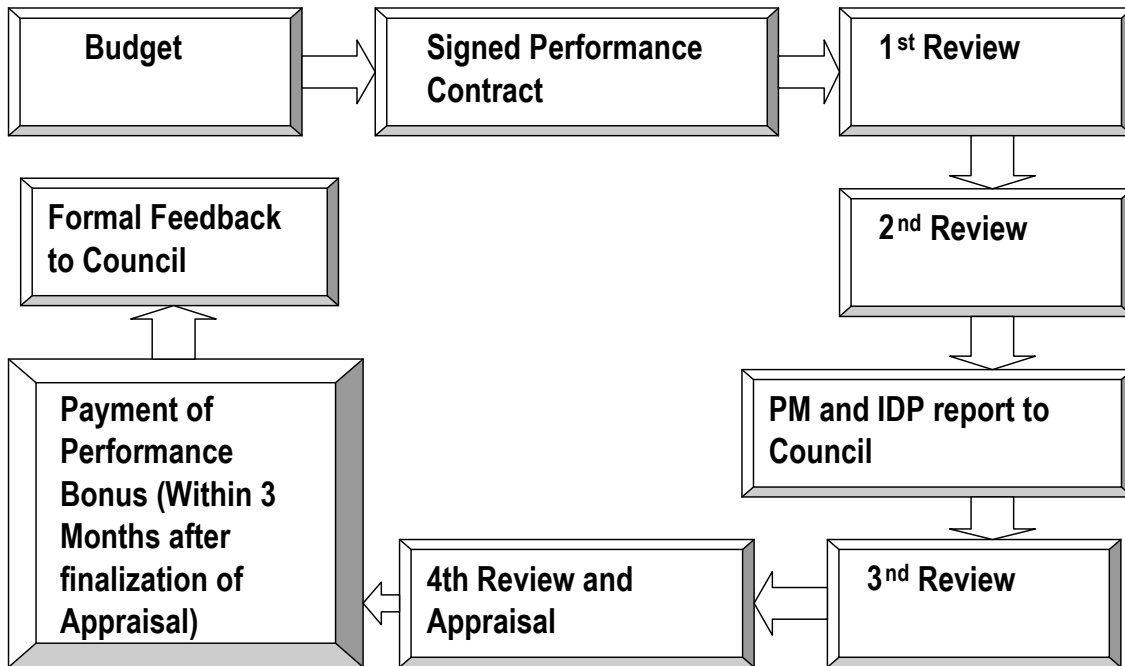 Budget
Signed Performance
Contract
1st Review
2nd Review
PM and IDP report to
Council
3nd Review
4th Review and
Appraisal
Payment of
Performance
Bonus (Within 3
Months after
finalization of
Appraisal)
Formal Feedback
to Council